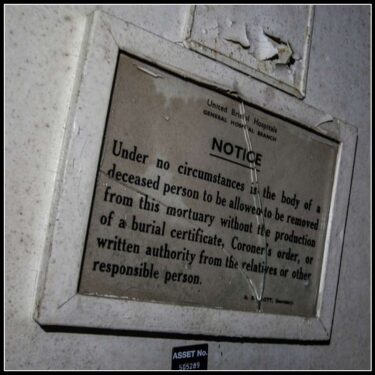 United Bristol Hospitals
GENERAL HOSPITAL BRANCH
NOTICE
Under no circumstances is the body of a
deceased person to be allowed to be removed
from this mortuary without the production
of a burial certificate, Coroner's order, or
written authority from the relatives or other
responsible person.
ASSET No.
505289